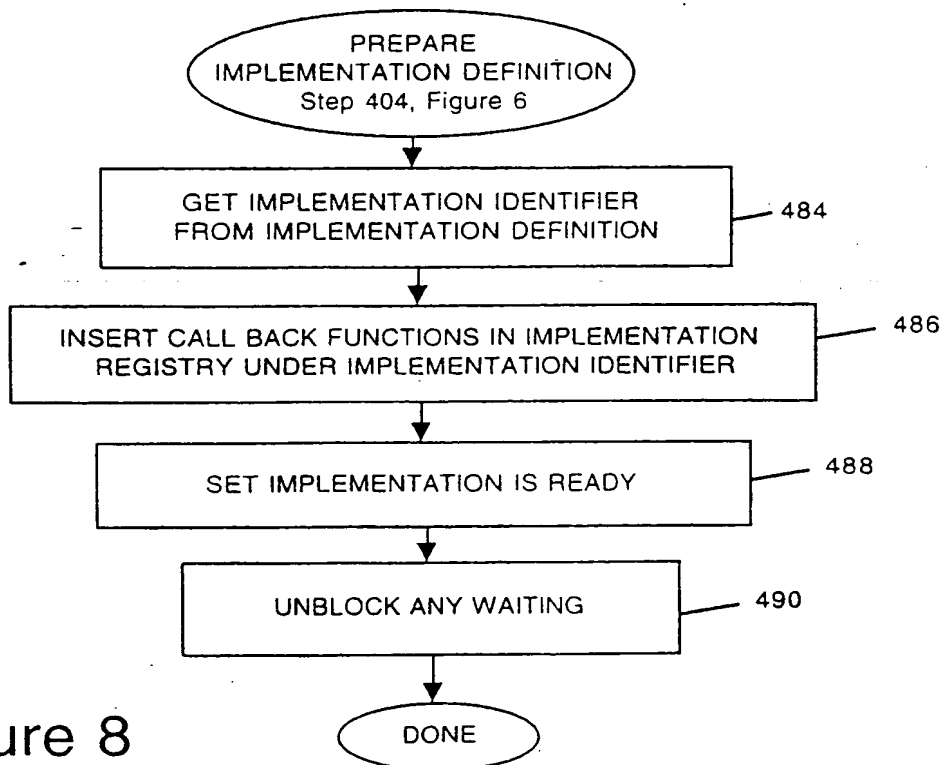 PREPARE
IMPLEMENTATION DEFINITION
Step 404, Figure 6
GET IMPLEMENTATION IDENTIFIER
FROM IMPLEMENTATION DEFINITION
484
INSERT CALL BACK FUNCTIONS IN IMPLEMENTATION
REGISTRY UNDER IMPLEMENTATION IDENTIFIER
486
SET IMPLEMENTATION IS READY
488
UNBLOCK ANY WAITING
490
DONE
ure 8